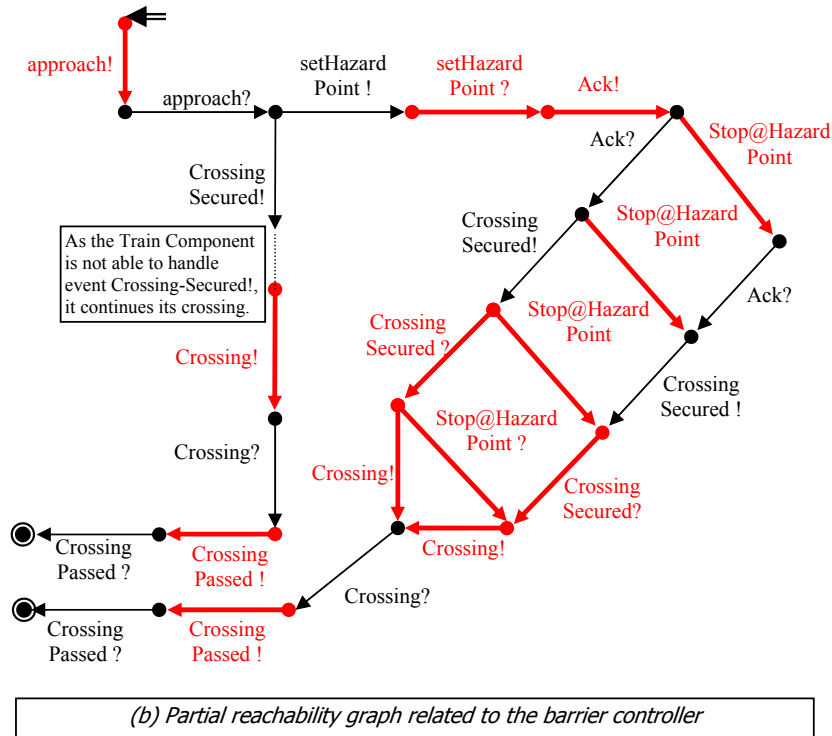 approach!
approach?
setHazard
Point !
setHazard
Point ?
Ack!
Stop@Hazard
Point
Ack?
Crossing
Secured!
Stop@Hazard
Point
Crossing
Secured!
As the Train Component
is not able to handle
event Crossing-Secured!,
it continues its crossing.
Ack?
Stop@Hazard
Point
Crossing
Secured ?
Crossing!
Crossing
Secured !
Stop@Hazard
Point ?
Crossing?
Crossing!
Crossing
Secured?
Crossing!
Crossing
Passed ?
Crossing
Passed !
Crossing?
Crossing
Passed ?
Crossing
Passed !
(b) Partial reachability graph related to the barrier controller